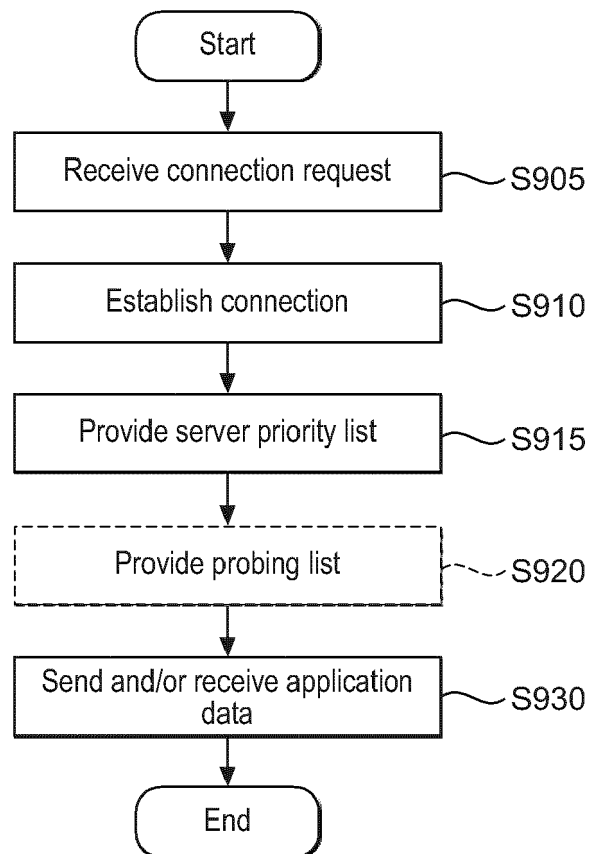 Start
Receive connection request
S905
Establish connection
S910
Provide server priority list
S915
Provide probing list
S920
Send and/or receive application
data
S930
End